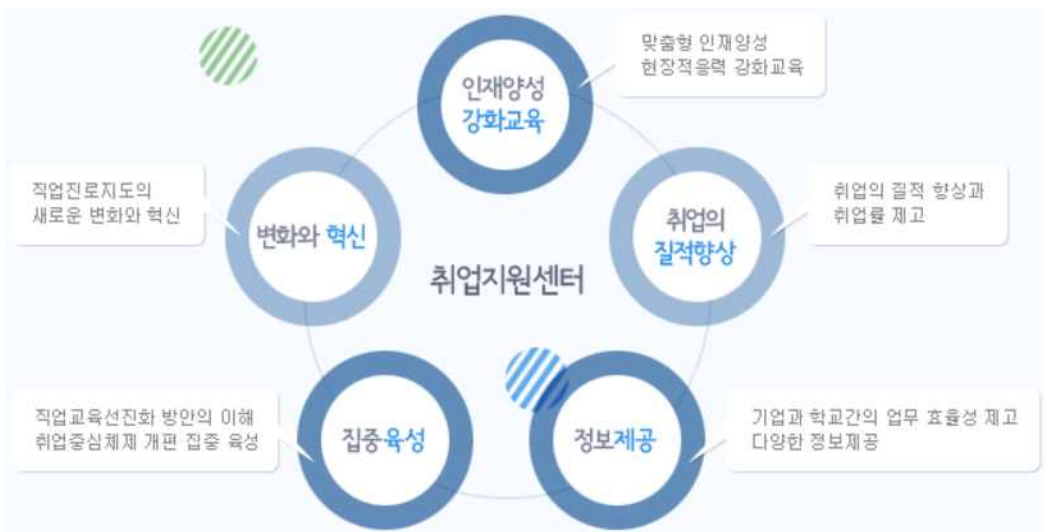 맞춤형 인재양성
현장적응력 강화교육
인재양성
강화교육
직업진로지도의
새로운 변화와 혁신
변화와 혁신
취업의
질적향상
취업의 질적 향상과
취업률 제고
취업지원센터
직업교육선진화 방안의 이해
취업중심체제 개편 집중 육성
집중육성
정보제공
기업과 학교간의 업무 효율성 제고
다양한 정보제공